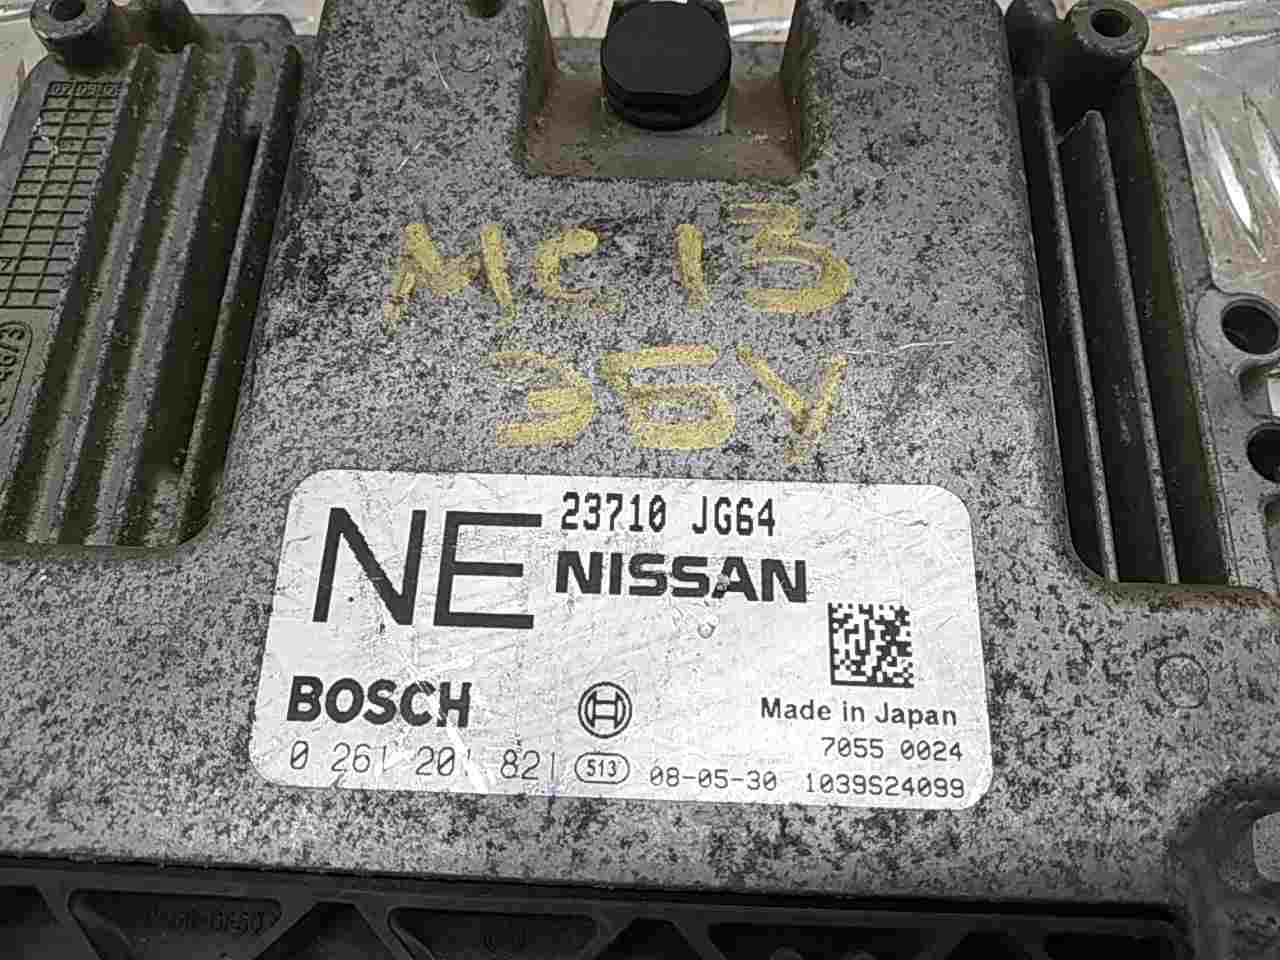 MC13
35Y
23710 JG64
NE
NISSAN
BOSCH
Made in Japan
7055 0024
0 261 201 821 513 08-05-30 1039S24099